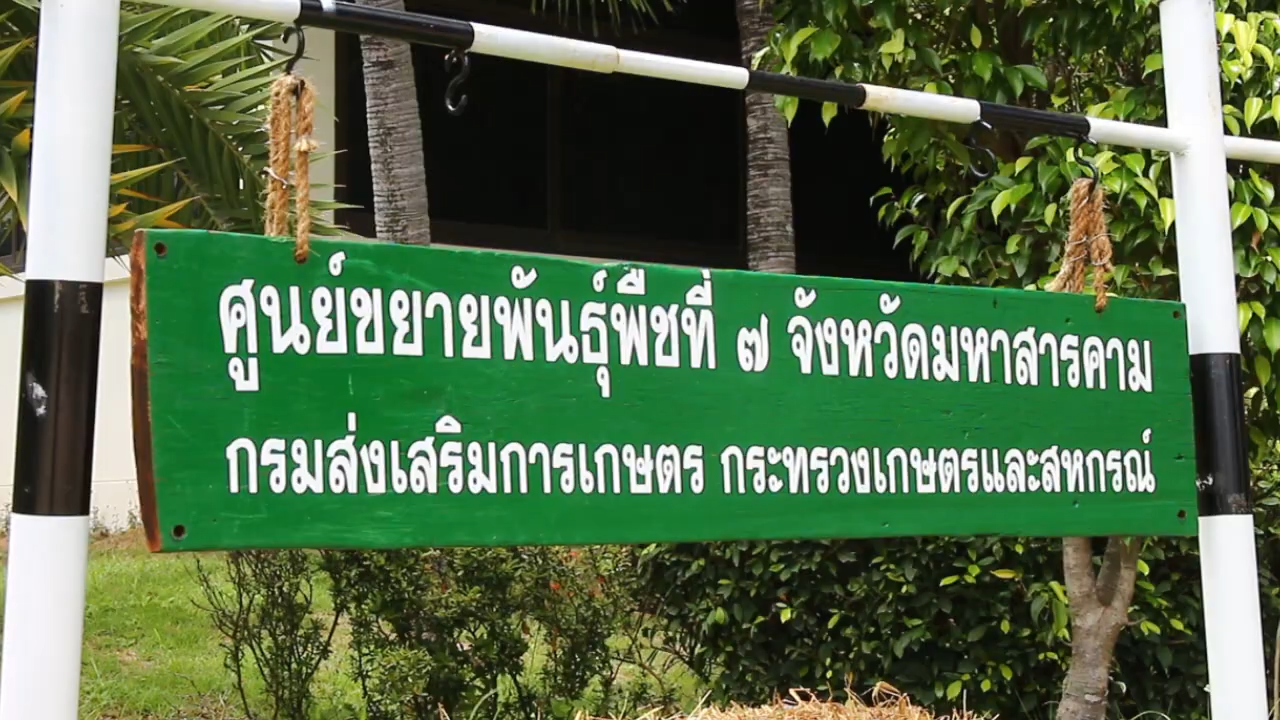 ศูนย์ขยายพันธุ์พืชที่ ๗ จังหวัดมหาสารคาม
กรมส่งเสริมการเกษตร กระทรวงเกษตรและสหกรณ์